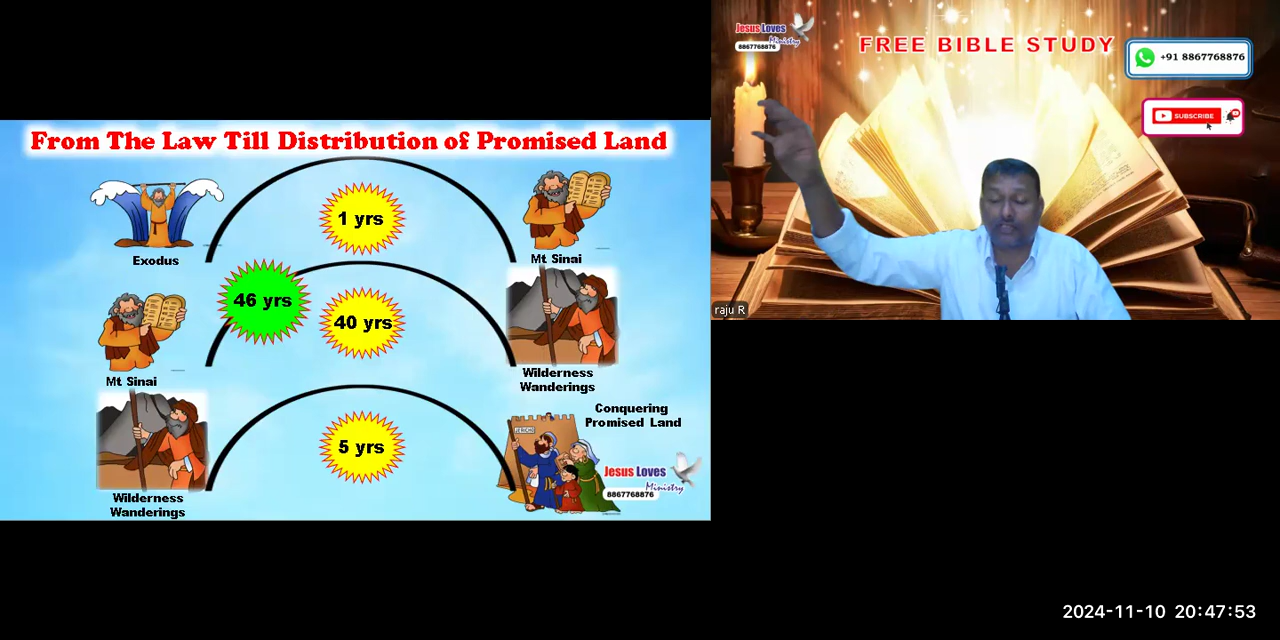 From The Law Till Distribution of Promised Land
1 yrs
Exodus
Mt Sinai
46 yrs
40 yrs
Mt Sinai
Wilderness
Wanderings
Conquering
Promised Land
5 yrs
JERICHO
Wilderness
Wanderings
Jesus Loves
Ministry
8867768876
Jesus Loves
Ministry
8867768876
FREE BIBLE STUDY
+91 8867768876
SUBSCRIBE
raju R
2024-11-10 20:47:53